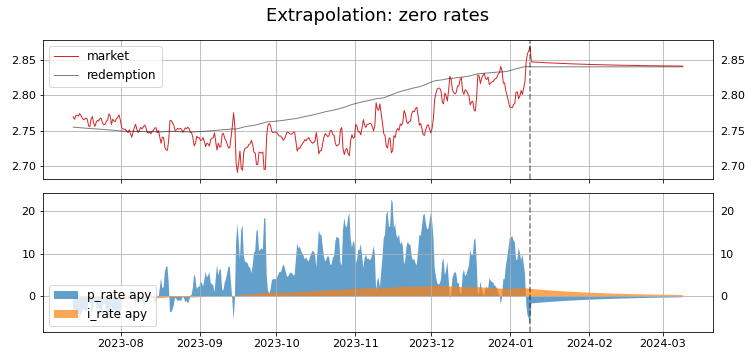 Extrapolation: zero rates
market
redemption
2.85 2.85
2.80 2.80
2.75 2.75
2.70 2.70
20 20
10 10
0 0
p_rate apy
i_rate apy
2023-08 2023-09 2023-10 2023-11 2023-12 2024-01 2024-02 2024-03